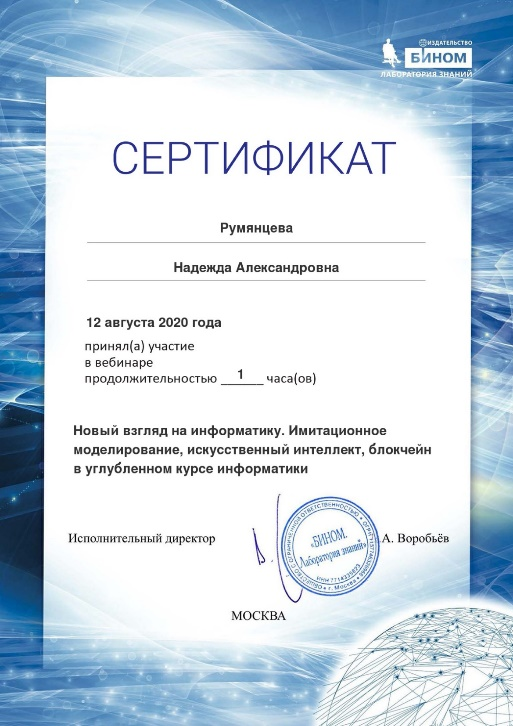 ИЗДАТЕЛЬСТВО
БИНОМ
ЛАБОРАТОРИЯ ЗНАНИЙ
СЕРТИФИКАТ
Румянцева
Надежда Александровна
12 августа 2020 года
принял(а) участие
в вебинаре
продолжительностью 1 часа(ов)
Новый взгляд на информатику. Имитационное
моделирование, искусственный интеллект, блокчейн
в углубленном курсе информатики
Исполнительный директор
А. Воробьёв
«БИНОМ.
Лаборатория знаний»
г. Москва
МОСКВА